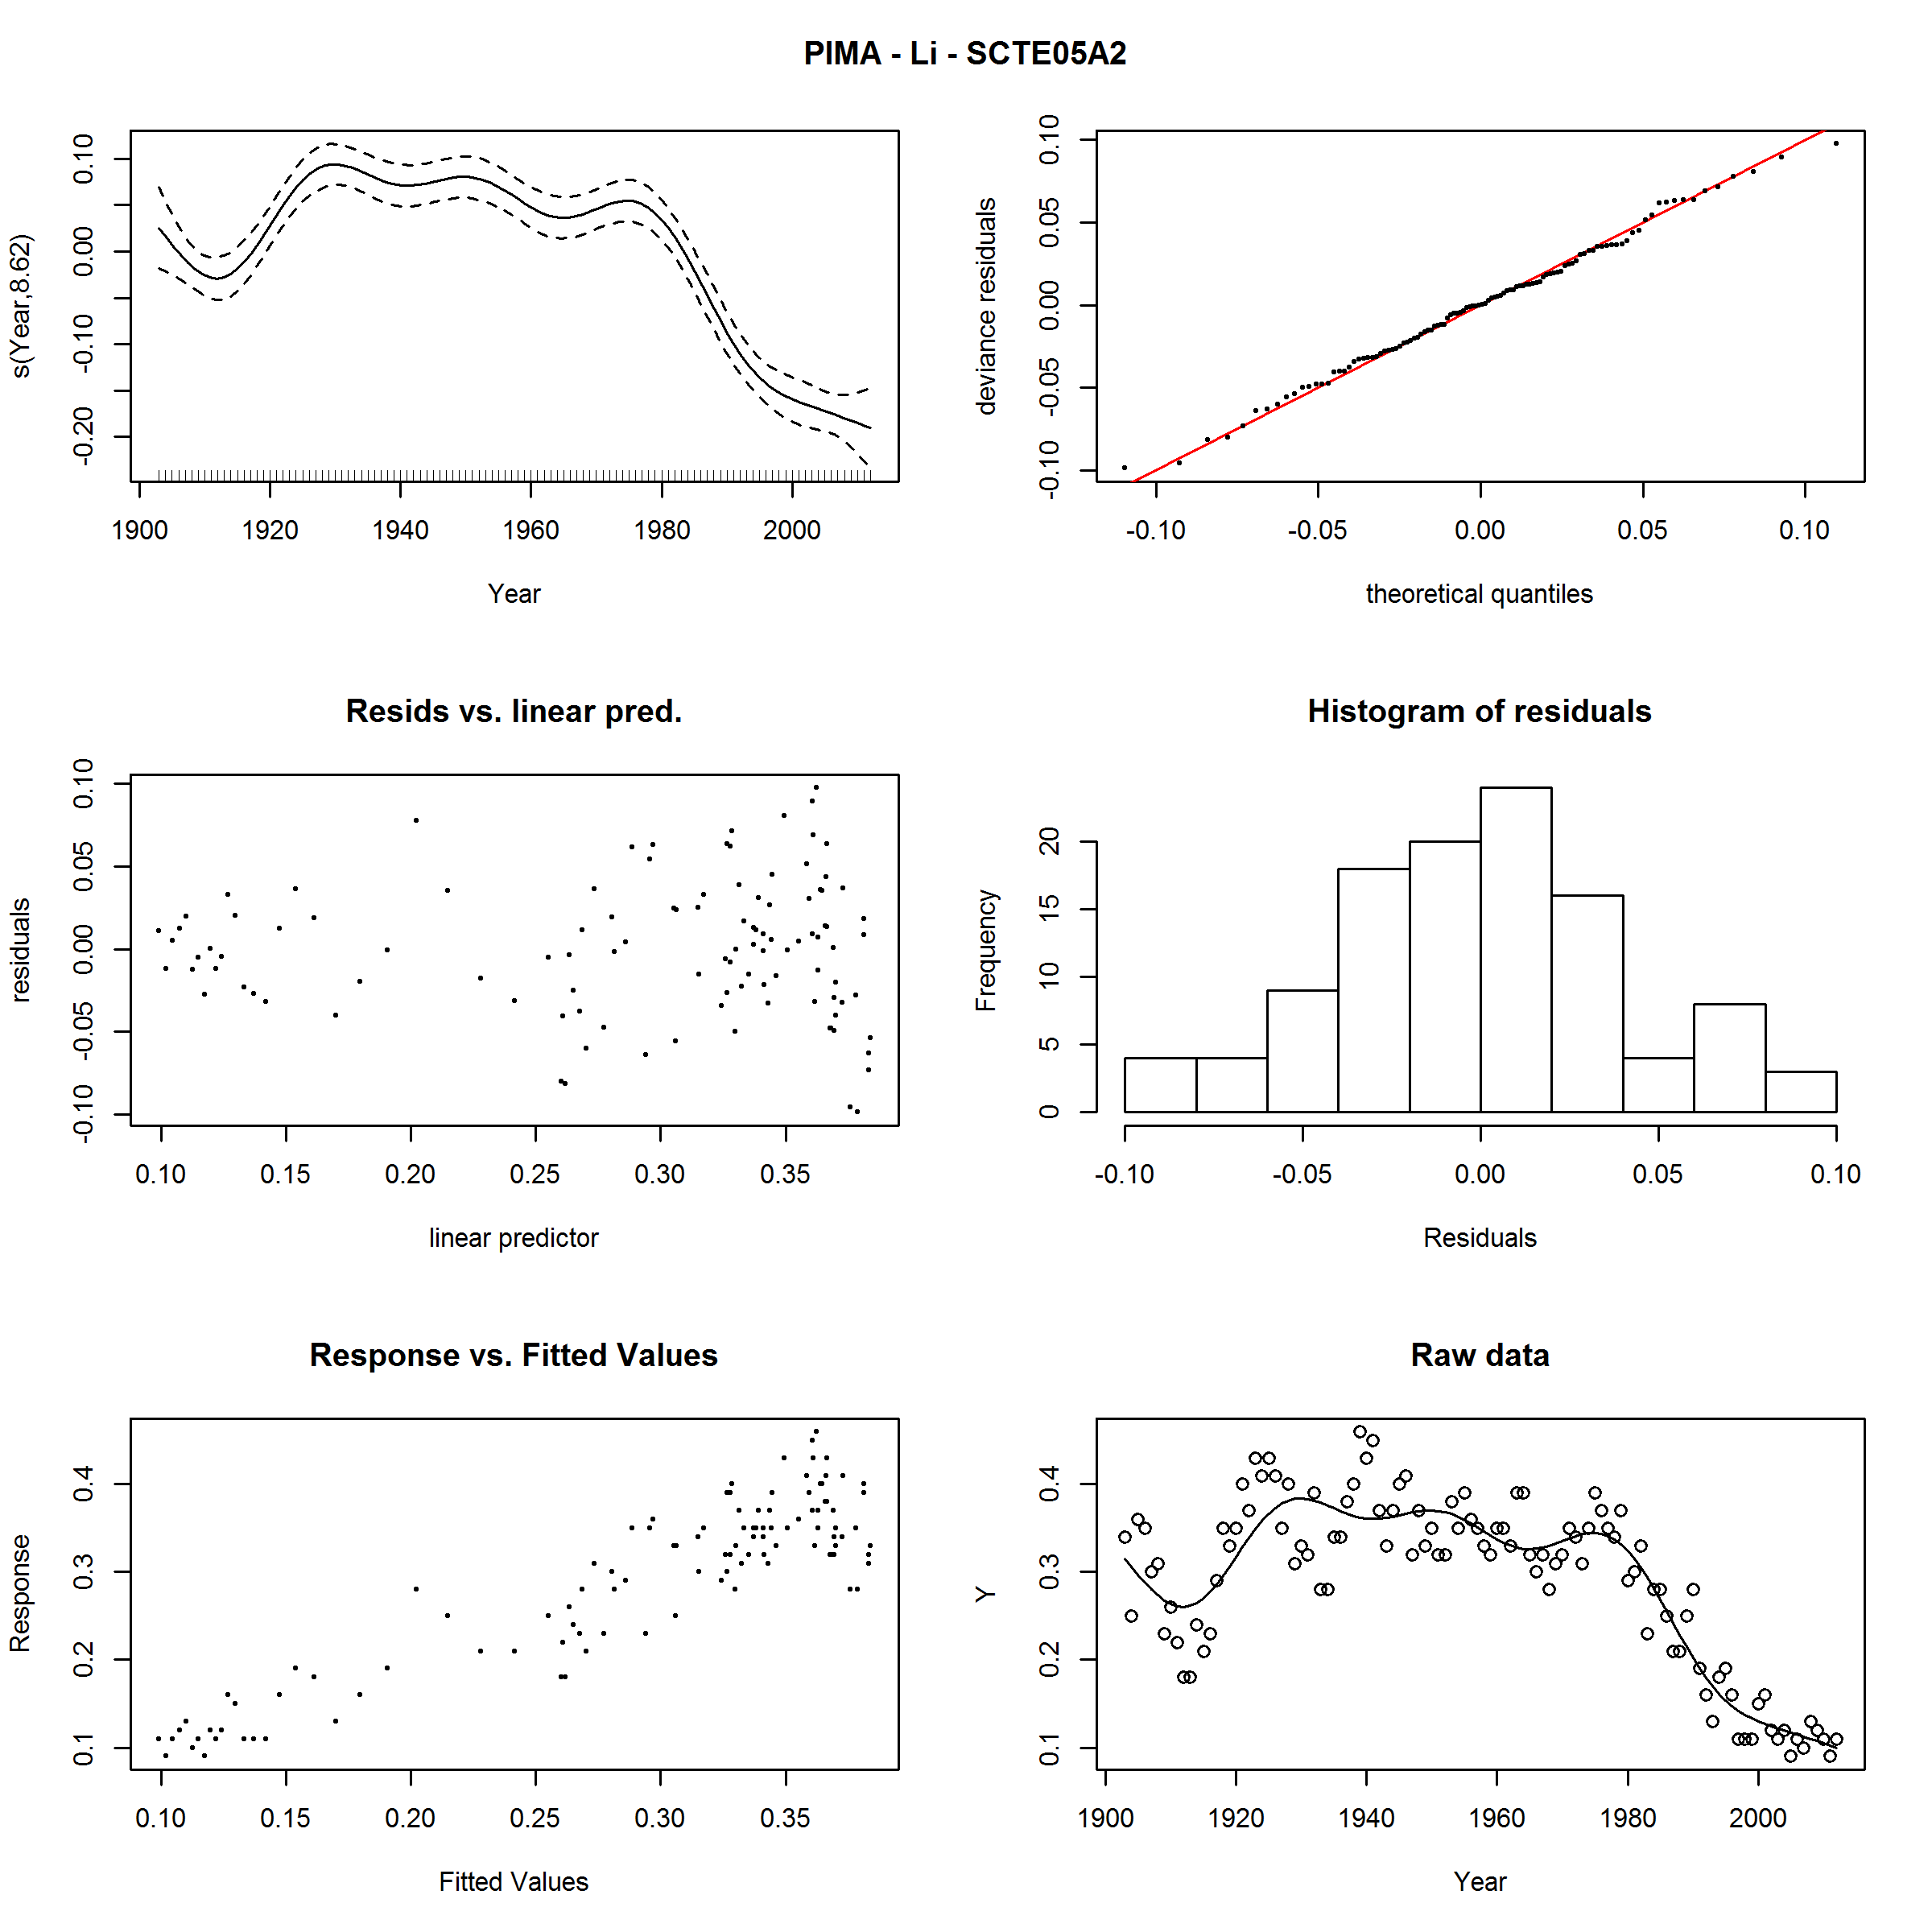 PIMA - Li - SCTE05A2
s(Year,8.62)
0.10
0.00
-0.10
-0.20
1900 1920 1940 1960 1980 2000
Year
deviance residuals
0.10
0.05
0.00
-0.05
-0.10
-0.10 -0.05 0.00 0.05 0.10
theoretical quantiles
Resids vs. linear pred.
residuals
0.10
0.05
0.00
-0.05
-0.10
0.10 0.15 0.20 0.25 0.30 0.35
linear predictor
Histogram of residuals
Frequency
20
15
10
5
0
-0.10 -0.05 0.00 0.05 0.10
Residuals
Response vs. Fitted Values
Response
0.4
0.3
0.2
0.1
0.10 0.15 0.20 0.25 0.30 0.35
Fitted Values
Raw data
Y
0.4
0.3
0.2
0.1
1900 1920 1940 1960 1980 2000
Year